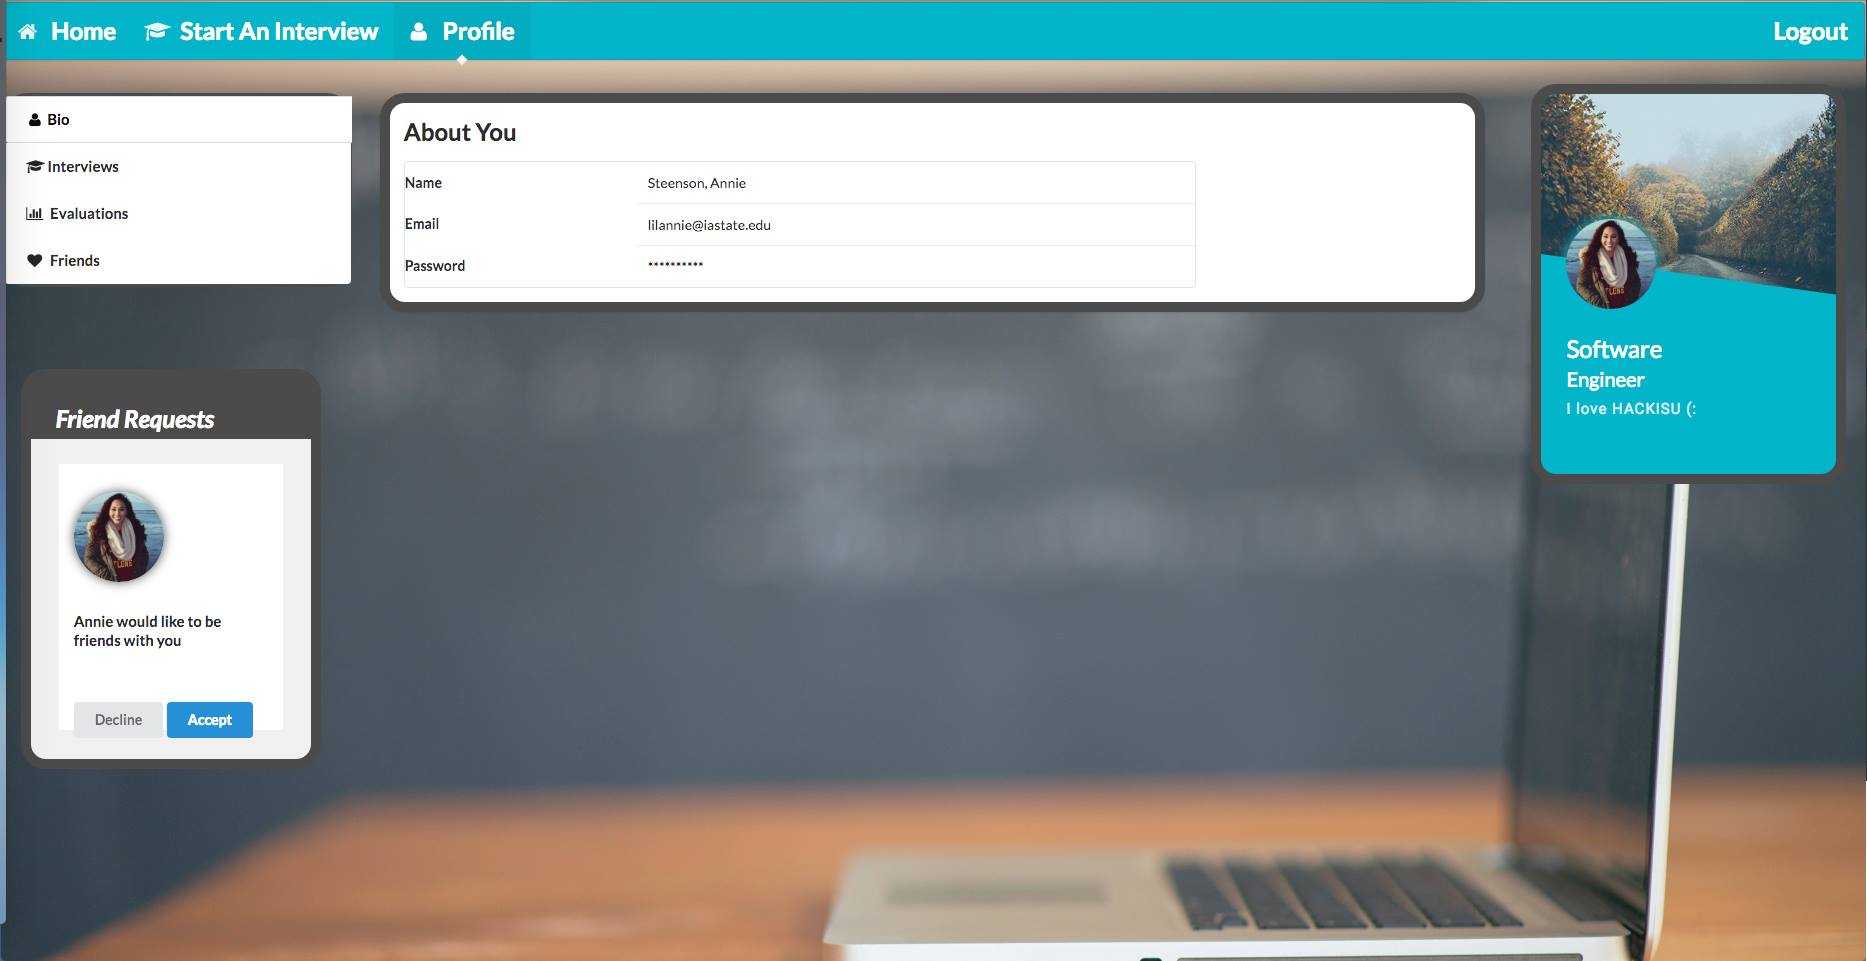 Home
Start An Interview
Profile
Logout
Bio
Interviews
Evaluations
Friends
About You
Name
Steenson, Annie
Email
lilannie@iastate.edu
Password
**********
Software
Engineer
I love HACKISU (:
Friend Requests
Annie would like to be
friends with you
Decline
Accept